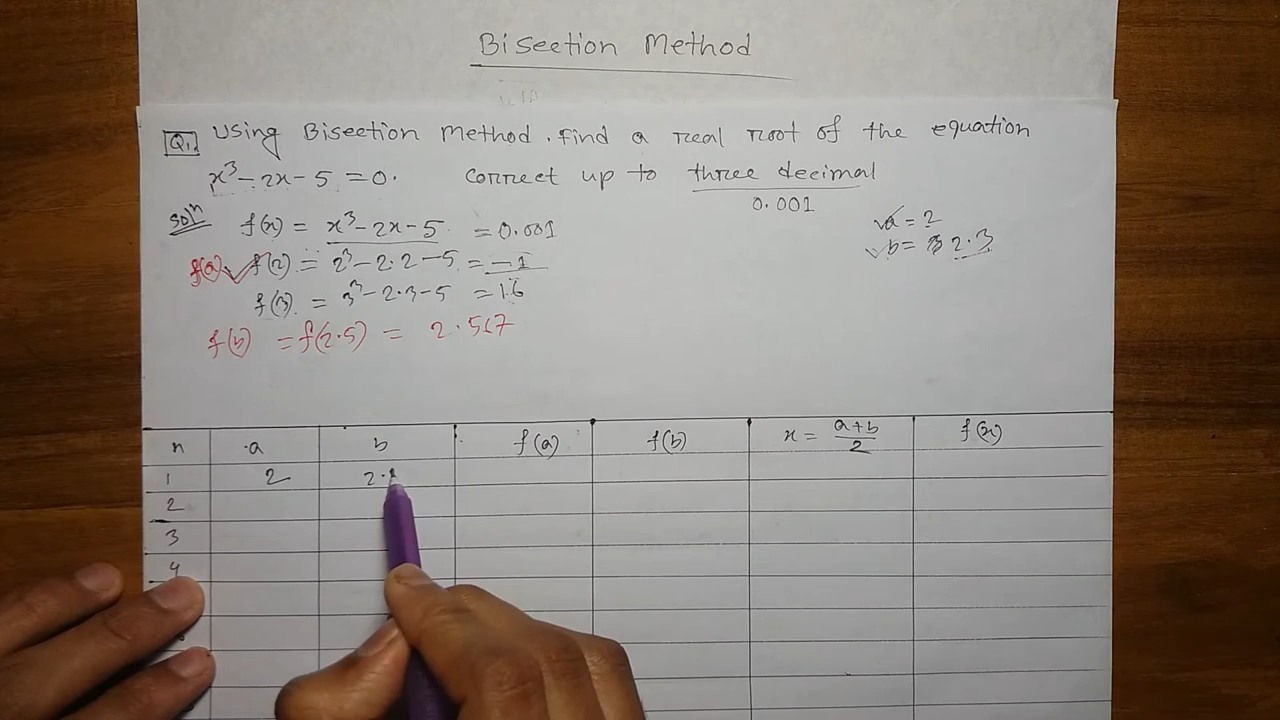 Bisection Method
Q.1 Using Bisection Method. Find a real root of the equation
x³ - 2x - 5 = 0. Correct up to three decimal
0.001
Solⁿ f(x) = x³ - 2x - 5 = 0.001
a = 2
b = 2.3
f(a) f(2) = 2³ - 2.2 - 5 = -1
f(3) = 3³ - 2.3 - 5 = 16
f(b) = f(2.5) = 2.567
n a b f(a) f(b) x = a+b/2 f(x)
1 2 2.
2
3
4